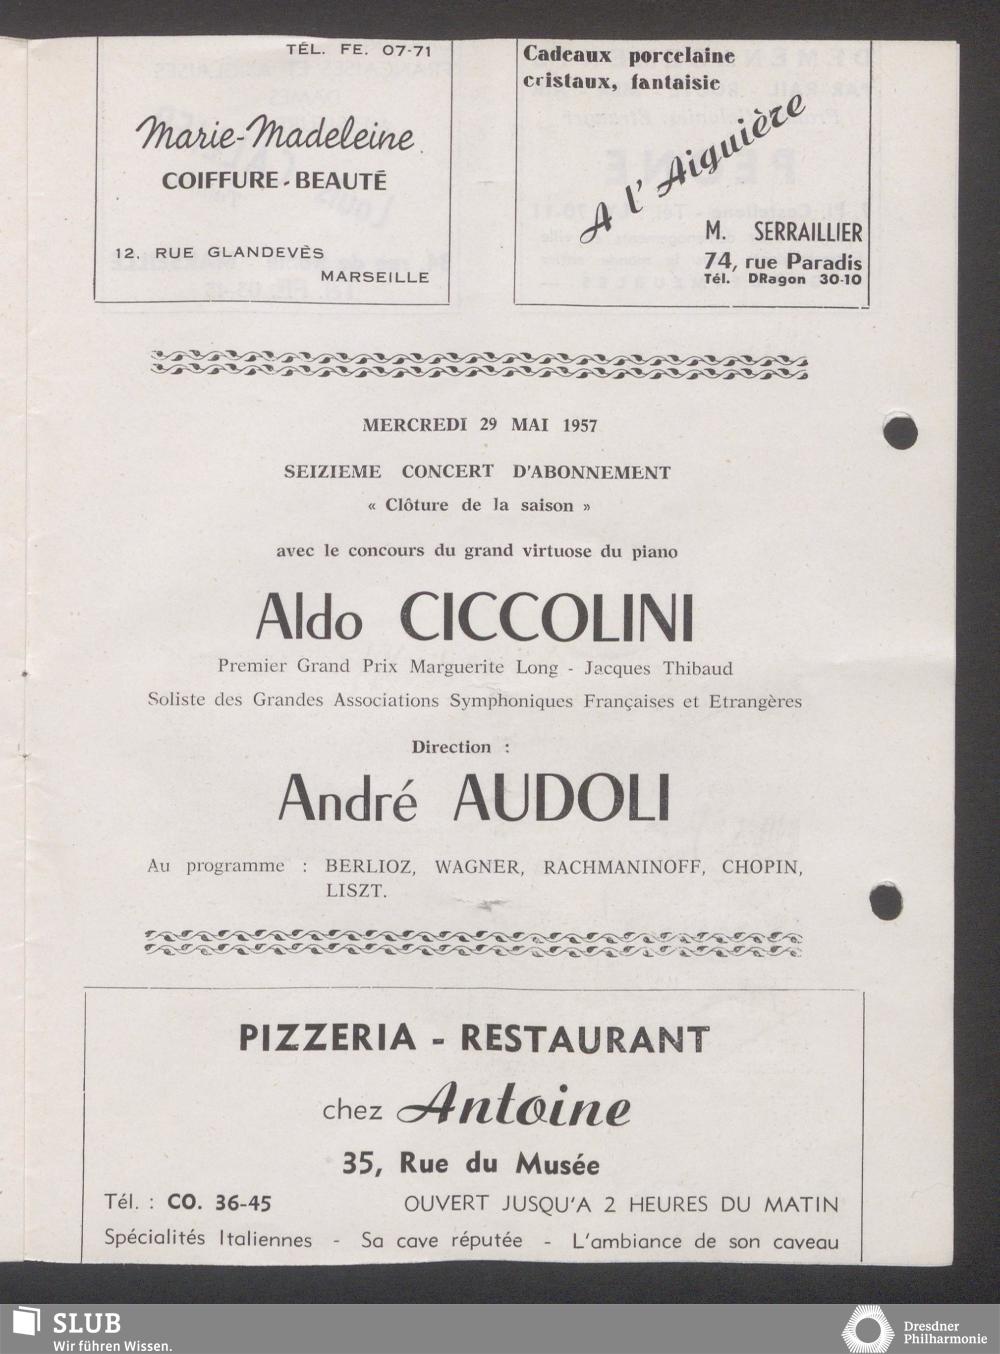 TÉL. FE. 07-71
Marie-Madeleine
COIFFURE-BEAUTÉ
12, RUE GLANDEVÈS
MARSEILLE
Cadeaux porcelaine
cristaux, fantaisie
A l'Aiguière
M. SERRAILLIER
74, rue Paradis
Tél. DRagon 30-10
MERCREDI 29 MAI 1957
SEIZIEME CONCERT D'ABONNEMENT
« Clôture de la saison »
avec le concours du grand virtuose du piano
Aldo CICCOLINI
Premier Grand Prix Marguerite Long - Jacques Thibaud
Soliste des Grandes Associations Symphoniques Françaises et Etrangères
Direction :
André AUDOLI
Au programme : BERLIOZ, WAGNER, RACHMANINOFF, CHOPIN,
LISZT.
PIZZERIA - RESTAURANT
chez Antoine
35, Rue du Musée
Tél. : CO. 36-45 OUVERT JUSQU'A 2 HEURES DU MATIN
Spécialités Italiennes - Sa cave réputée - L'ambiance de son caveau
SLUB
Wir führen Wissen.
Dresdner
Philharmonie